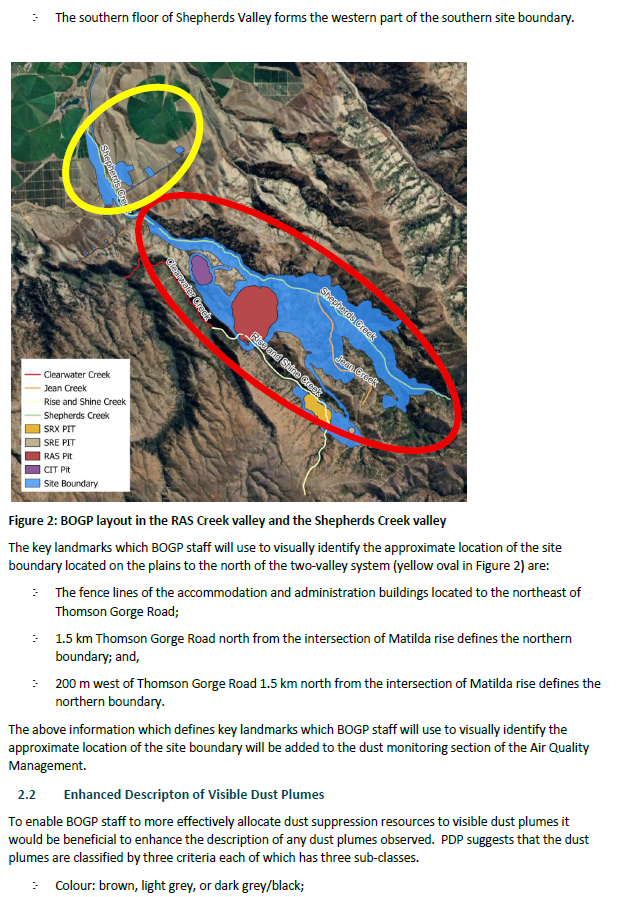 The southern floor of Shepherds Valley forms the western part of the southern site boundary.
Shepherds Cre
Clearwater Creek
Shepherds Creek
Rise and Shine Creek
Jean Creek
Clearwater Creek
Jean Creek
Rise and Shine Creek
Shepherds Creek
SRX PIT
SRE PIT
RAS Pit
CIT Pit
Site Boundary
Figure 2: BOGP layout in the RAS Creek valley and the Shepherds Creek valley
The key landmarks which BOGP staff will use to visually identify the approximate location of the site
boundary located on the plains to the north of the two-valley system (yellow oval in Figure 2) are:
The fence lines of the accommodation and administration buildings located to the northeast of
Thomson Gorge Road;
1.5 km Thomson Gorge Road north from the intersection of Matilda rise defines the northern
boundary; and,
200 m west of Thomson Gorge Road 1.5 km north from the intersection of Matilda rise defines the
northern boundary.
The above information which defines key landmarks which BOGP staff will use to visually identify the
approximate location of the site boundary will be added to the dust monitoring section of the Air Quality
Management.
2.2 Enhanced Descripton of Visible Dust Plumes
To enable BOGP staff to more effectively allocate dust suppression resources to visible dust plumes it
would be beneficial to enhance the description of any dust plumes observed. PDP suggests that the dust
plumes are classified by three criteria each of which has three sub-classes.
Colour: brown, light grey, or dark grey/black;